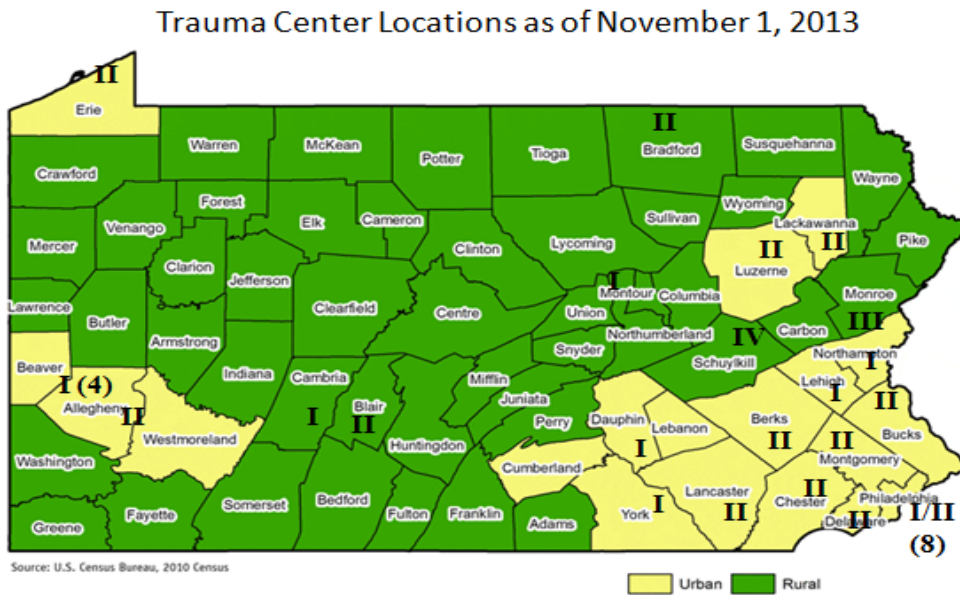 Trauma Center Locations as of November 1, 2013
II
Erie
Warren
McKean
Potter
Tioga
II
Bradford
Susquehanna
Wayne
Crawford
Forest
Venango
Elk
Cameron
Clinton
Lycoming
Sullivan
Wyoming
Lackawanna
II
Pike
Mercer
Clarion
Jefferson
Clearfield
Centre
I
Montour
Union
Columbia
II
Luzerne
Monroe
III
Lawrence
Butler
Armstrong
Indiana
Snyder
Northumberland
IV
Schuylkill
Carbon
Northampton
I
Beaver
I (4)
Allegheny
II
Westmoreland
Cambria
I
Blair
II
Mifflin
Juniata
Perry
Huntingdon
Dauphin
I
Lebanon
Berks
II
Lehigh
I
II
Bucks
II
Montgomery
Washington
Cumberland
Lancaster
II
Chester
II
Philadelphia
I/II
(8)
Delaware
II
Greene
Fayette
Somerset
Bedford
Fulton
Franklin
Adams
York
I
Source: U.S. Census Bureau, 2010 Census
Urban
Rural